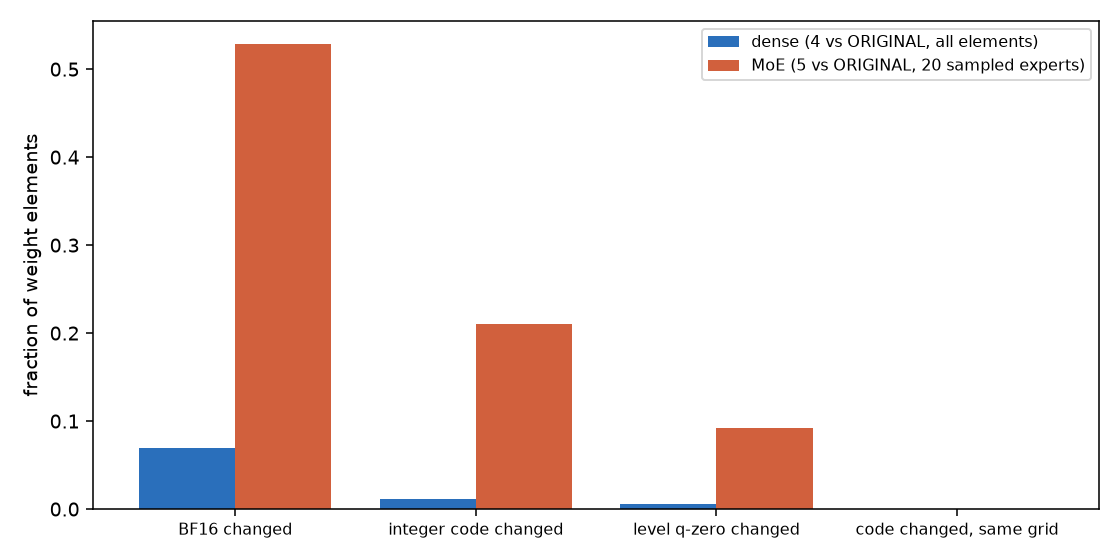 dense (4 vs ORIGINAL, all elements)
MoE (5 vs ORIGINAL, 20 sampled experts)
fraction of weight elements
0.5
0.4
0.3
0.2
0.1
0.0
BF16 changed
integer code changed
level q-zero changed
code changed, same grid